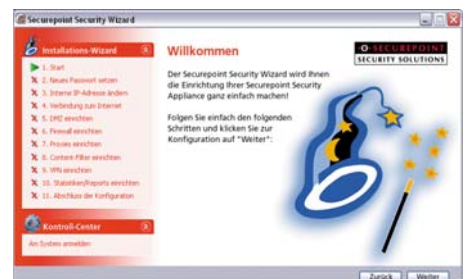 Securepoint Security Wizard
Installations-Wizard
1. Start
2. Neues Passwort setzen
3. Interne IP-Adresse ändern
4. Verbindung zum Internet
5. DMZ einrichten
6. Firewall einrichten
7. Proxies einrichten
8. Content-Filter einrichten
9. VPN einrichten
10. Statistiken/Reports einrichten
11. Abschluss der Konfiguration
Kontroll-Center
Am System anmelden
Willkommen
SECUREPOINT
SECURITY SOLUTIONS
Der Securepoint Security Wizard wird Ihnen
die Einrichtung Ihrer Securepoint Security
Appliance ganz einfach machen!
Folgen Sie einfach den folgenden
Schritten und klicken Sie zur
Konfiguration auf "Weiter":
Zurück
Weiter